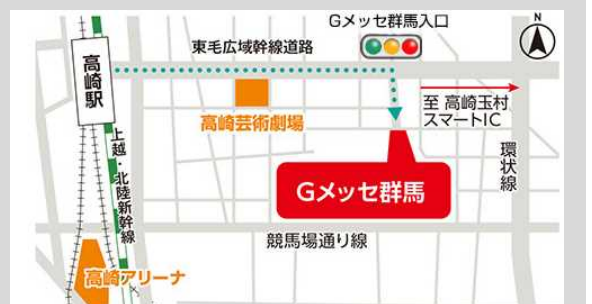 Gメッセ群馬入口
N
東毛広域幹線道路
高崎駅
至 高崎玉村
スマートIC
高崎芸術劇場
環状線
Gメッセ群馬
上越・北陸新幹線
競馬場通り線
高崎アリーナ